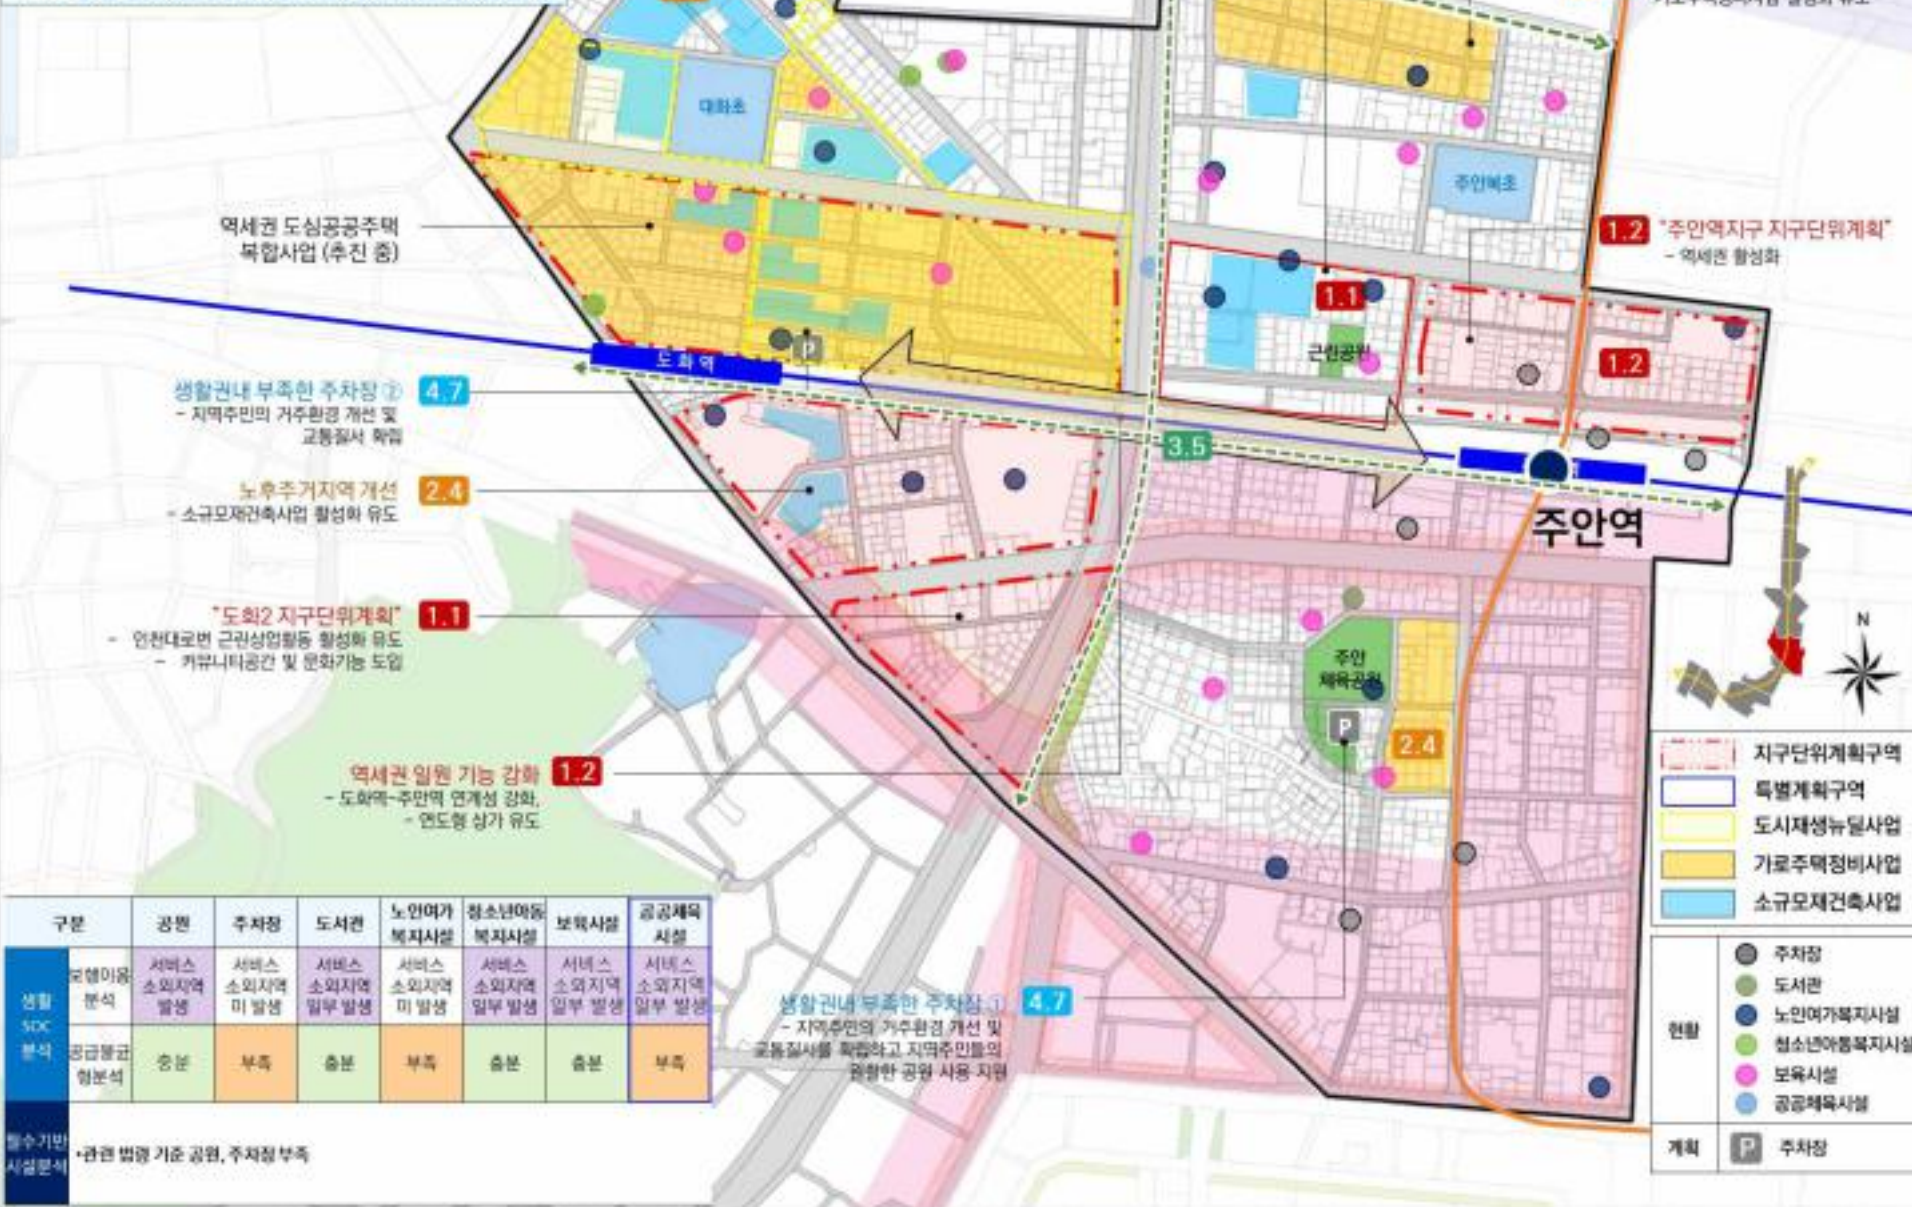 대화초
주안북초
역세권 도심공공주택
복합사업 (추진 중)
1.2 "주안역지구 지구단위계획"
- 역세권 활성화
1.1
근린공원
1.2
도화역
P
생활권내 부족한 주차장 ② 4.7
- 지역주민의 거주환경 개선 및
교통질서 확립
3.5
노후주거지역 개선 2.4
- 소규모재건축사업 활성화 유도
주안역
"도화2 지구단위계획" 1.1
- 인천대로변 근린상업활동 활성화 유도
- 커뮤니티공간 및 문화기능 도입
주안
체육공원
P
2.4
N
역세권 일원 기능 강화 1.2
- 도화역-주안역 연계성 강화,
- 연도형 상가 유도
지구단위계획구역
특별계획구역
도시재생뉴딜사업
가로주택정비사업
소규모재건축사업
현황
주차장
도서관
노인여가복지시설
청소년아동복지시설
보육시설
공공체육시설
계획 P 주차장
생활권내 부족한 주차장 ① 4.7
- 지역주민의 거주환경 개선 및
교통질서를 확립하고 지역주민들의
원활한 공원 사용 지원
구분 공원 주차장 도서관 노인여가 복지시설 청소년아동 복지시설 보육시설 공공체육 시설
생활 SOC 분석
보행이용 분석 서비스 소외지역 발생 서비스 소외지역 미 발생 서비스 소외지역 일부 발생 서비스 소외지역 미 발생 서비스 소외지역 일부 발생 서비스 소외지역 일부 발생 서비스 소외지역 일부 발생
공급불균형분석 충분 부족 충분 부족 충분 충분 부족
필수기반 시설분석 •관련 법령 기준 공원, 주차장 부족